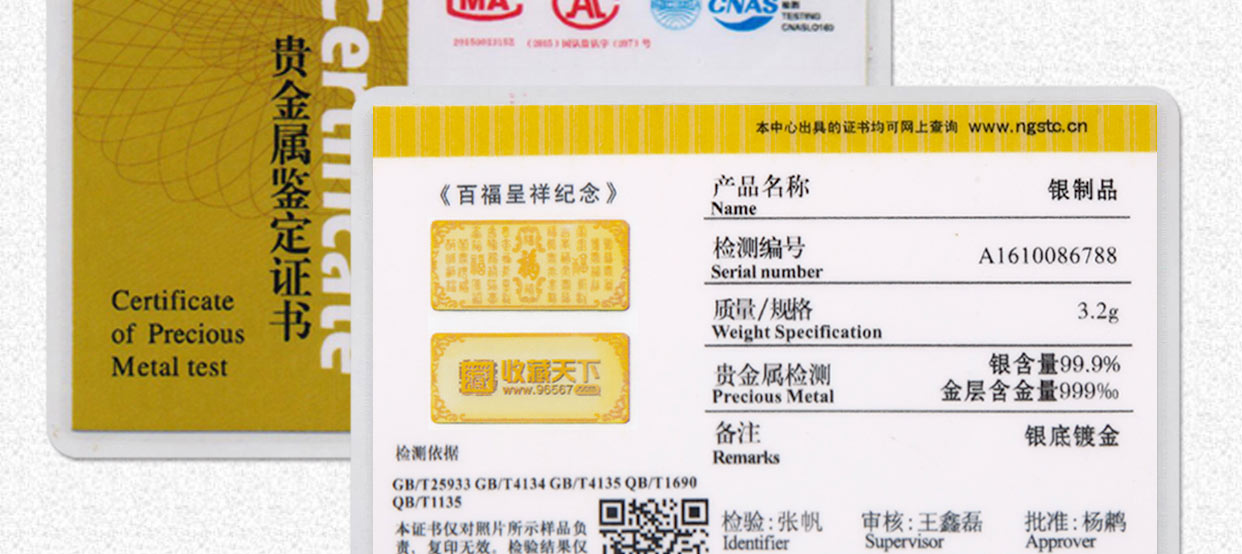 MA
AL
CNAS
检测
TESTING
CNASL0160
(2015)国认监认字(297)号
贵金属鉴定证书
Certificate
Certificate
of Precious
Metal test
本中心出具的证书均可网上查询 www.ngstc.cn
《百福呈祥纪念》
福
收藏天下
www.96567.com
产品名称
Name
银制品
检测编号
Serial number
A1610086788
质量/规格
Weight Specification
3.2g
贵金属检测
Precious Metal
银含量99.9%
金层含金量999‰
备注
Remarks
银底镀金
检测依据
GB/T25933 GB/T4134 GB/T4135 QB/T1690
QB/T1135
本证书仅对照片所示样品负
责，复印无效。检验结果仅
检验:张帆
Identifier
审核:王鑫磊
Supervisor
批准:杨鹇
Approver